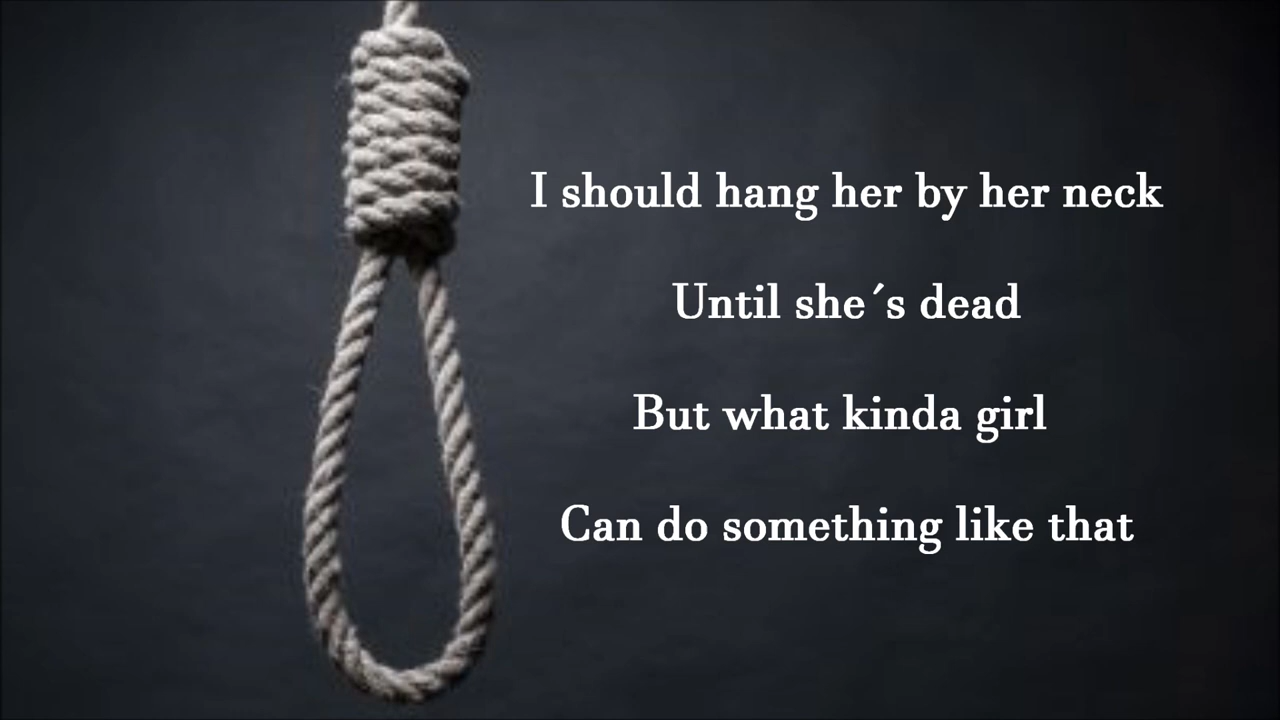 I should hang her by her neck
Until she´s dead
But what kinda girl
Can do something like that